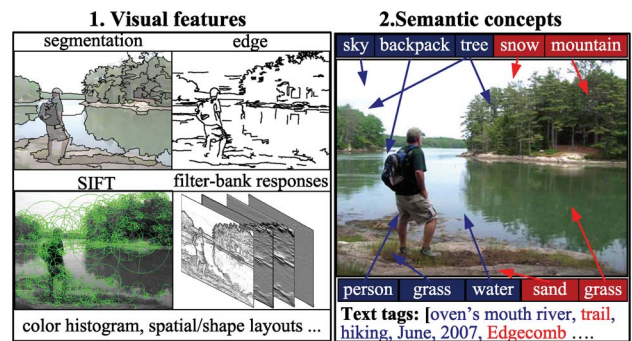 1. Visual features
segmentation edge
SIFT filter-bank responses
color histogram, spatial/shape layouts ...
2.Semantic concepts
sky backpack tree snow mountain
person grass water sand grass
Text tags: [oven's mouth river, trail,
hiking, June, 2007, Edgecomb ....